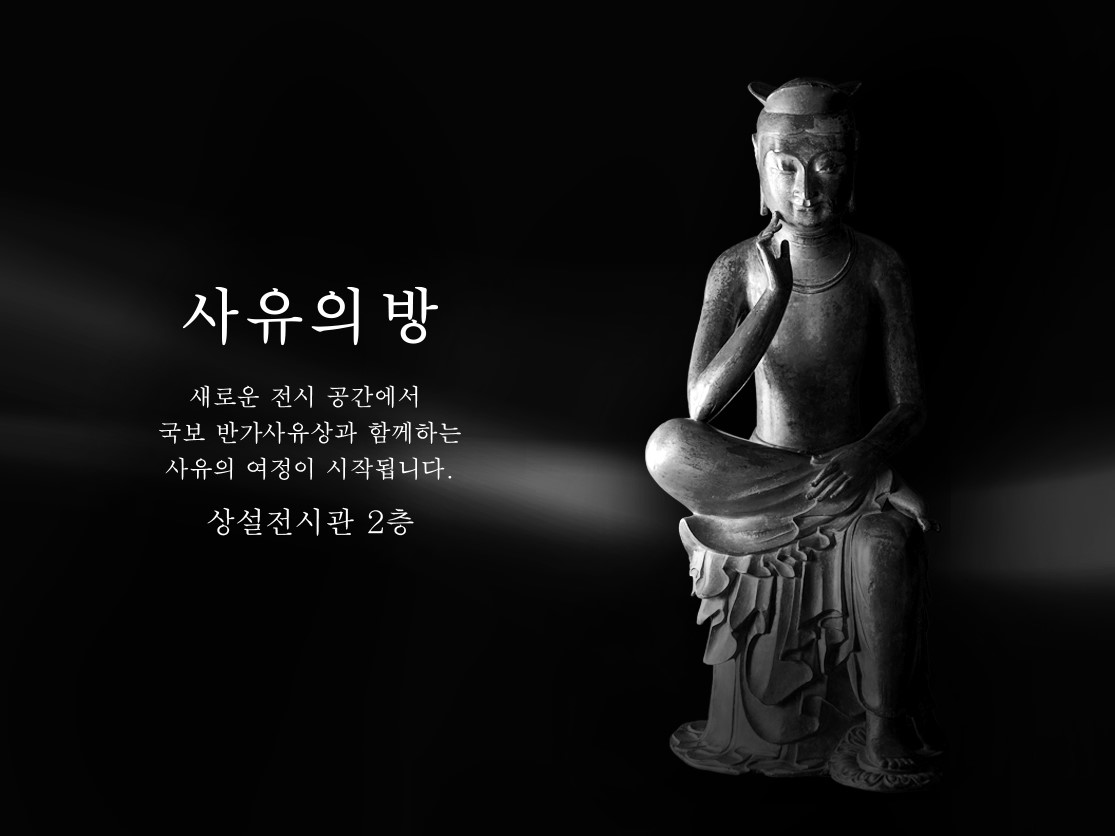 사유의 방
새로운 전시 공간에서
국보 반가사유상과 함께하는
사유의 여정이 시작됩니다.
상설전시관 2층